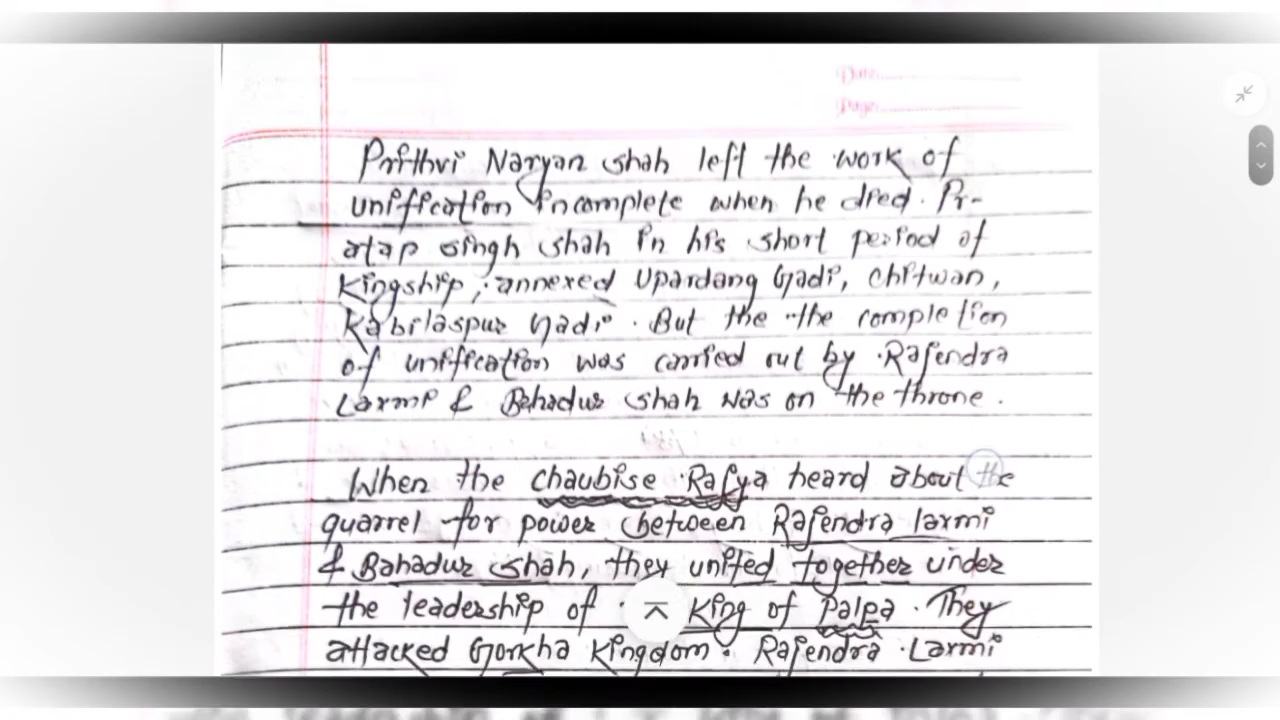 Date
Page
Prithvi Naryan shah left the work of
unification incomplete when he died. Pr-
atap singh shah in his short period of
Kingship, annexed Upardang Gadi, Chitwan,
Kabilaspur Gadi. But the the completion
of unification was carried out by Rajendra
Laxmi & Bahadur shah was on the throne.
When the chaubise Rajya heard about the
quarrel for power between Rajendra laxmi
& Bahadur shah, they united together under
the leadership of King of Palpa. They
attacked Gorkha Kingdom. Rajendra Laxmi